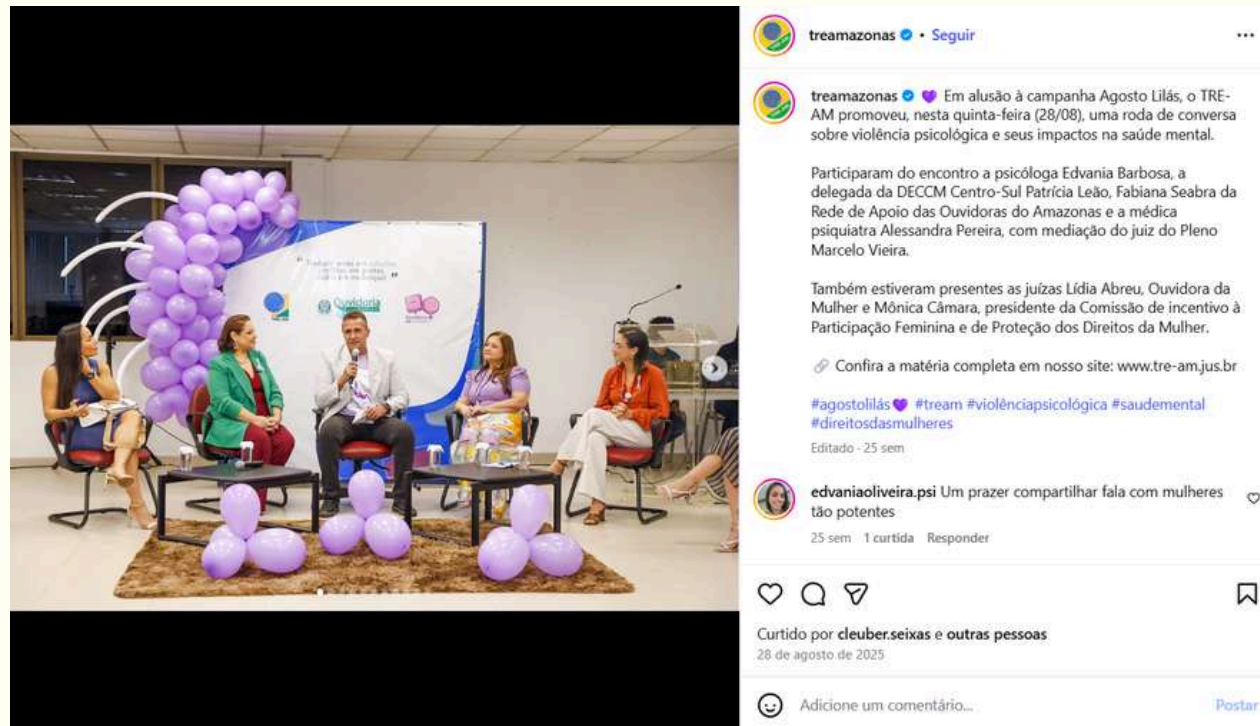 treamazonas • Seguir
treamazonas 💜 Em alusão à campanha Agosto Lilás, o TRE-
AM promoveu, nesta quinta-feira (28/08), uma roda de conversa
sobre violência psicológica e seus impactos na saúde mental.
Participaram do encontro a psicóloga Edvania Barbosa, a
delegada da DECCM Centro-Sul Patrícia Leão, Fabiana Seabra da
Rede de Apoio das Ouvidoras do Amazonas e a médica
psiquiatra Alessandra Pereira, com mediação do juiz do Pleno
Marcelo Vieira.
Também estiveram presentes as juízas Lídia Abreu, Ouvidora da
Mulher e Mônica Câmara, presidente da Comissão de incentivo à
Participação Feminina e de Proteção dos Direitos da Mulher.
🔗 Confira a matéria completa em nosso site: www.tre-am.jus.br
#agostolilás💜 #tream #violênciapsicológica #saudemental
#direitosdasmulheres
Editado · 25 sem
edvaniaoliveira.psi Um prazer compartilhar fala com mulheres
tão potentes
25 sem 1 curtida Responder
Curtido por cleuber.seixas e outras pessoas
28 de agosto de 2025
Adicione um comentário...
Postar
Ouvidoria